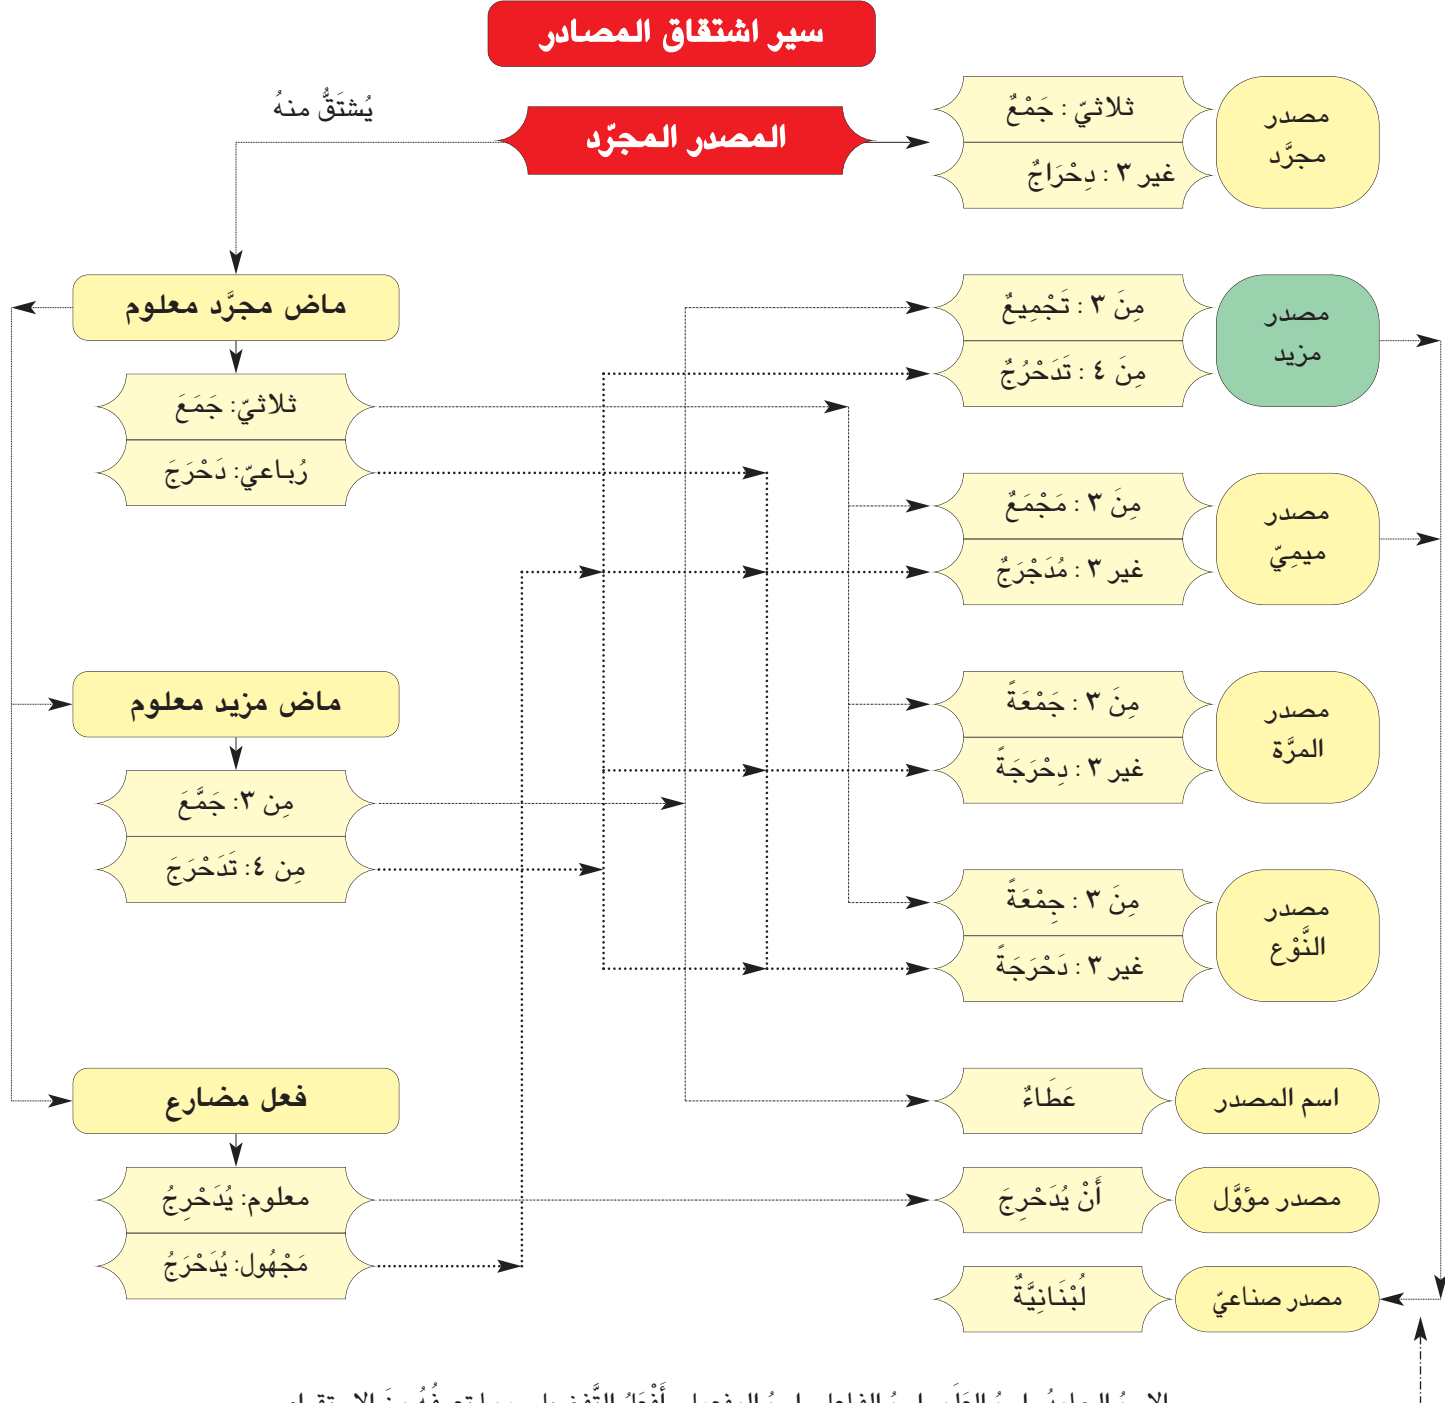 سير اشتقاق المصادر
المصدر المجرّد
يُشتَقُّ منهُ
مصدر
مجرَّد
ثلاثيّ : جَمْعٌ
غير ٣ : دِحْرَاجٌ
مصدر
مزيد
مِنَ ٣ : تَجْمِيعٌ
مِنَ ٤ : تَدَحْرُجٌ
مصدر
ميمِيّ
مِنَ ٣ : مَجْمَعٌ
غير ٣ : مُدَجْرَجٌ
مصدر
المرَّة
مِنَ ٣ : جَمْعَةً
غير ٣ : دِحْرَجَةً
مصدر
النَّوْع
مِنَ ٣ : جِمْعَةً
غير ٣ : دَحْرَجَةً
اسم المصدر
عَطَاءٌ
مصدر مؤوَّل
أَنْ يُدَحْرِجَ
مصدر صناعيّ
لُبْنَانِيَّةٌ
ماض مجرَّد معلوم
ثلاثيّ: جَمَعَ
رُباعيّ: دَحْرَجَ
ماض مزيد معلوم
مِن ٣: جَمَّعَ
مِن ٤: تَدَحْرَجَ
فعل مضارع
معلوم: يُدَحْرِجُ
مَجْهُول: يُدَحْرَجُ